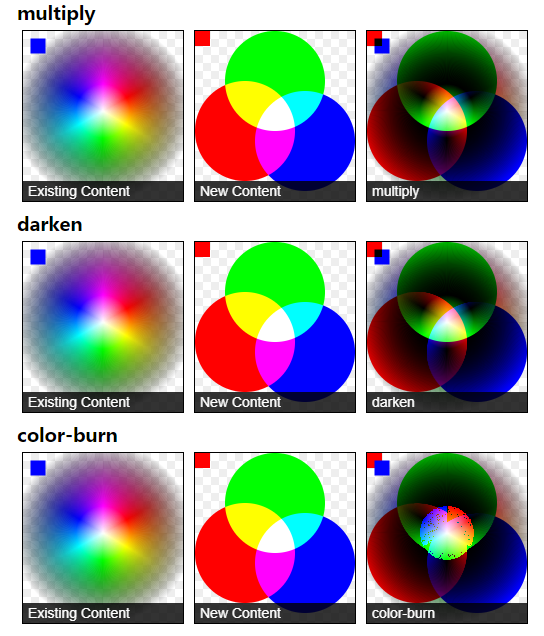 multiply
Existing Content
New Content
multiply
darken
Existing Content
New Content
darken
color-burn
Existing Content
New Content
color-burn